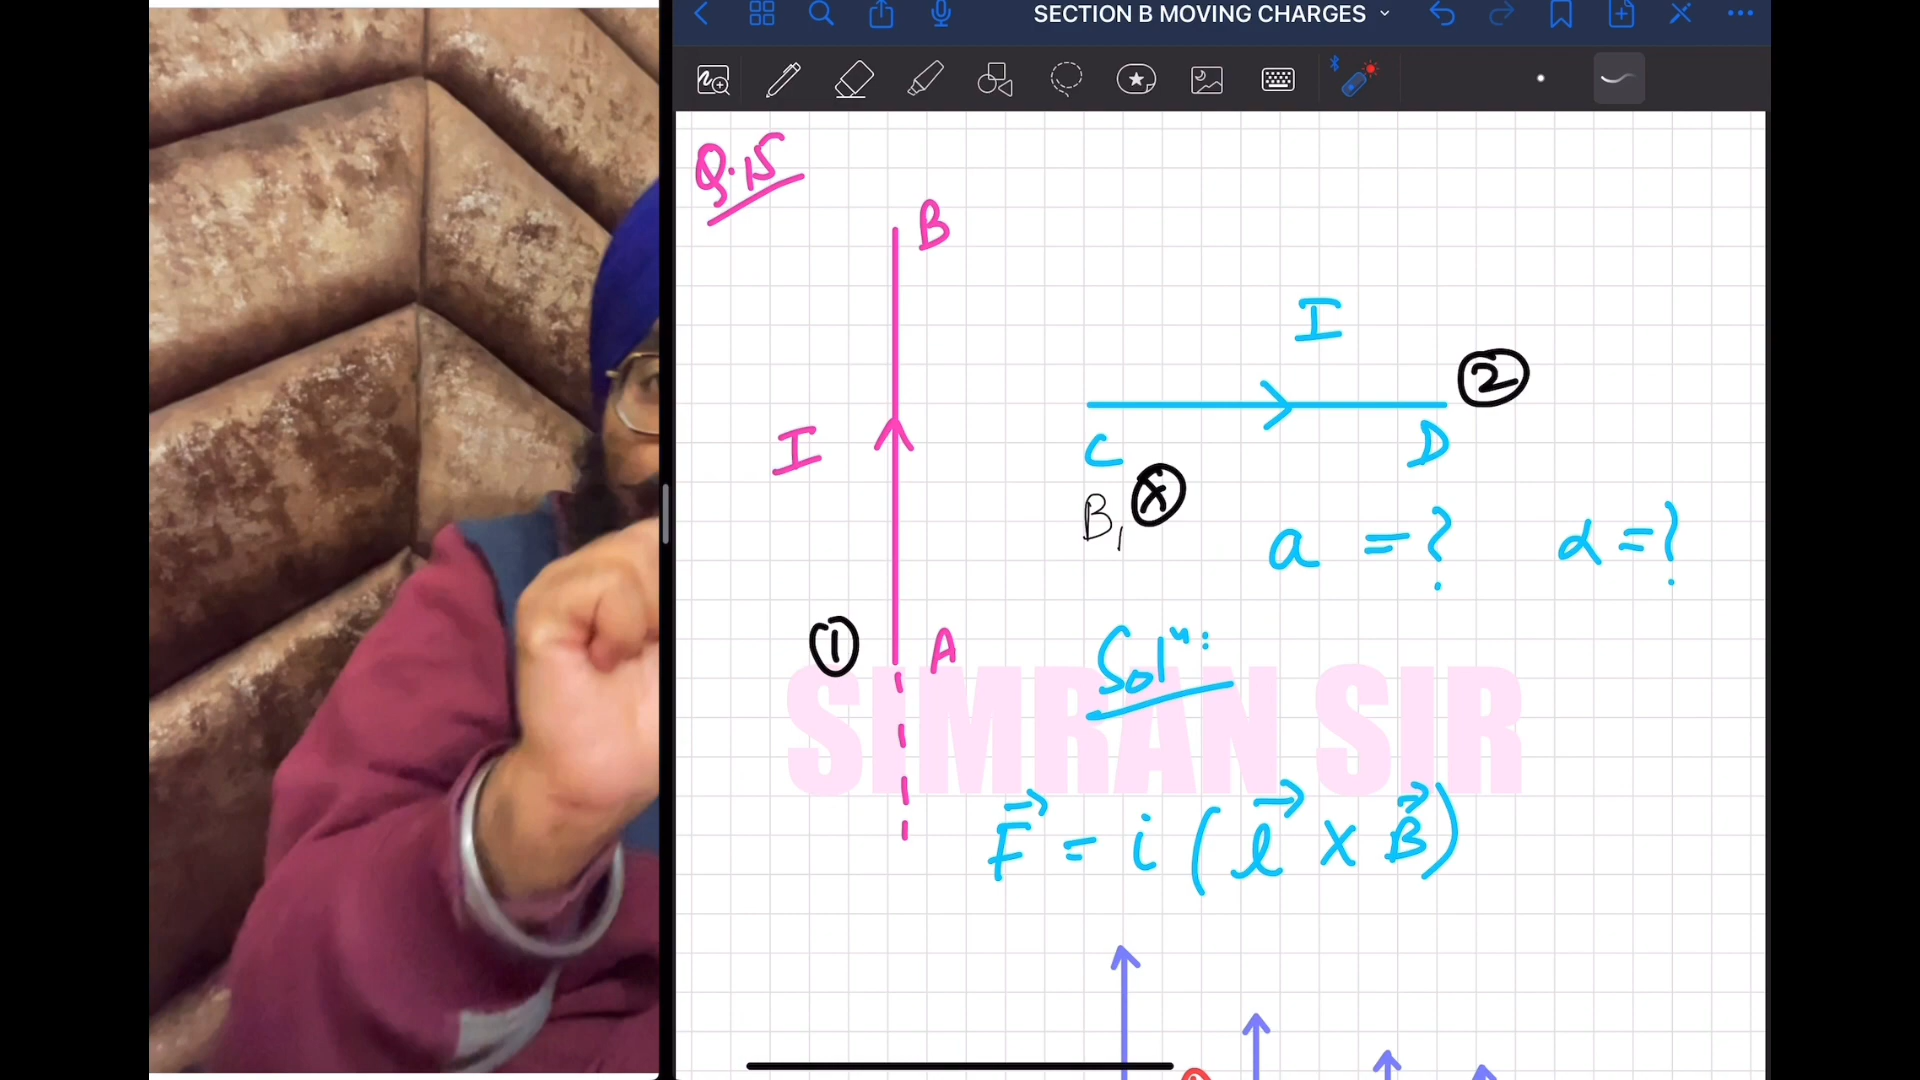 SECTION B MOVING CHARGES
Q.15
B
I
2
I
C D
B₁ X
a = ? α = ?
1 A
Solⁿ:
SIMRAN SIR
F⃗ = i ( l⃗ X B⃗ )